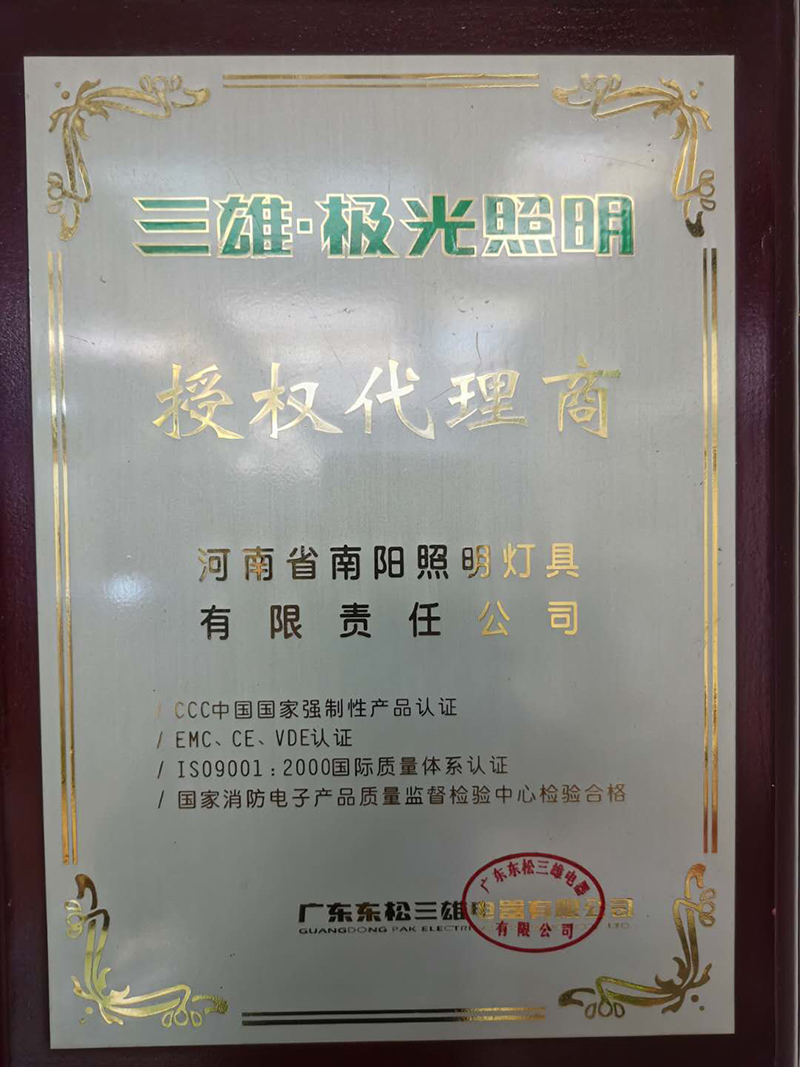 三雄·极光照明
授权代理商
河南省南阳照明灯具
有限责任公司
/ CCC中国国家强制性产品认证
/ EMC、CE、VDE认证
/ ISO9001:2000国际质量体系认证
/ 国家消防电子产品质量监督检验中心检验合格
广东东松三雄电器有限公司
GUANGDONG PAK ELECTRI LTD
广东东松三雄电器
有限公司